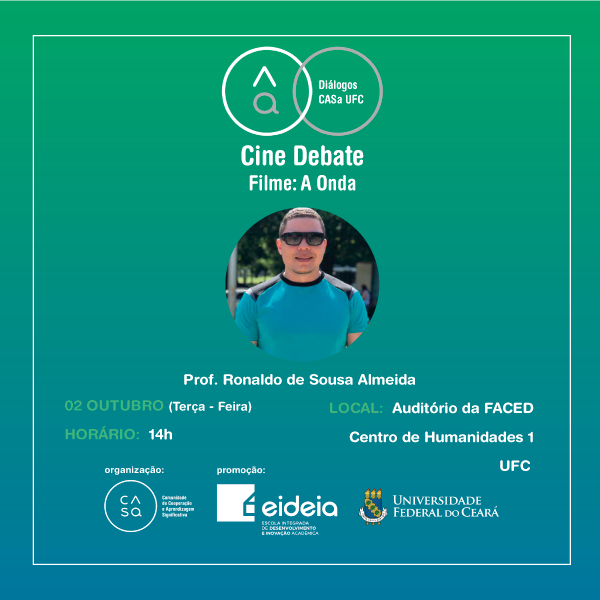 Diálogos
CASa UFC
Cine Debate
Filme: A Onda
Prof. Ronaldo de Sousa Almeida
02 OUTUBRO (Terça - Feira)
HORÁRIO: 14h
LOCAL: Auditório da FACED
Centro de Humanidades 1
UFC
organização:
CASa
Comunidade
de Cooperação
e Aprendizagem
Significativa
promoção:
eideia
ESCOLA INTEGRADA
DE DESENVOLVIMENTO
E INOVAÇÃO ACADÊMICA
UNIVERSIDADE
FEDERAL DO CEARÁ